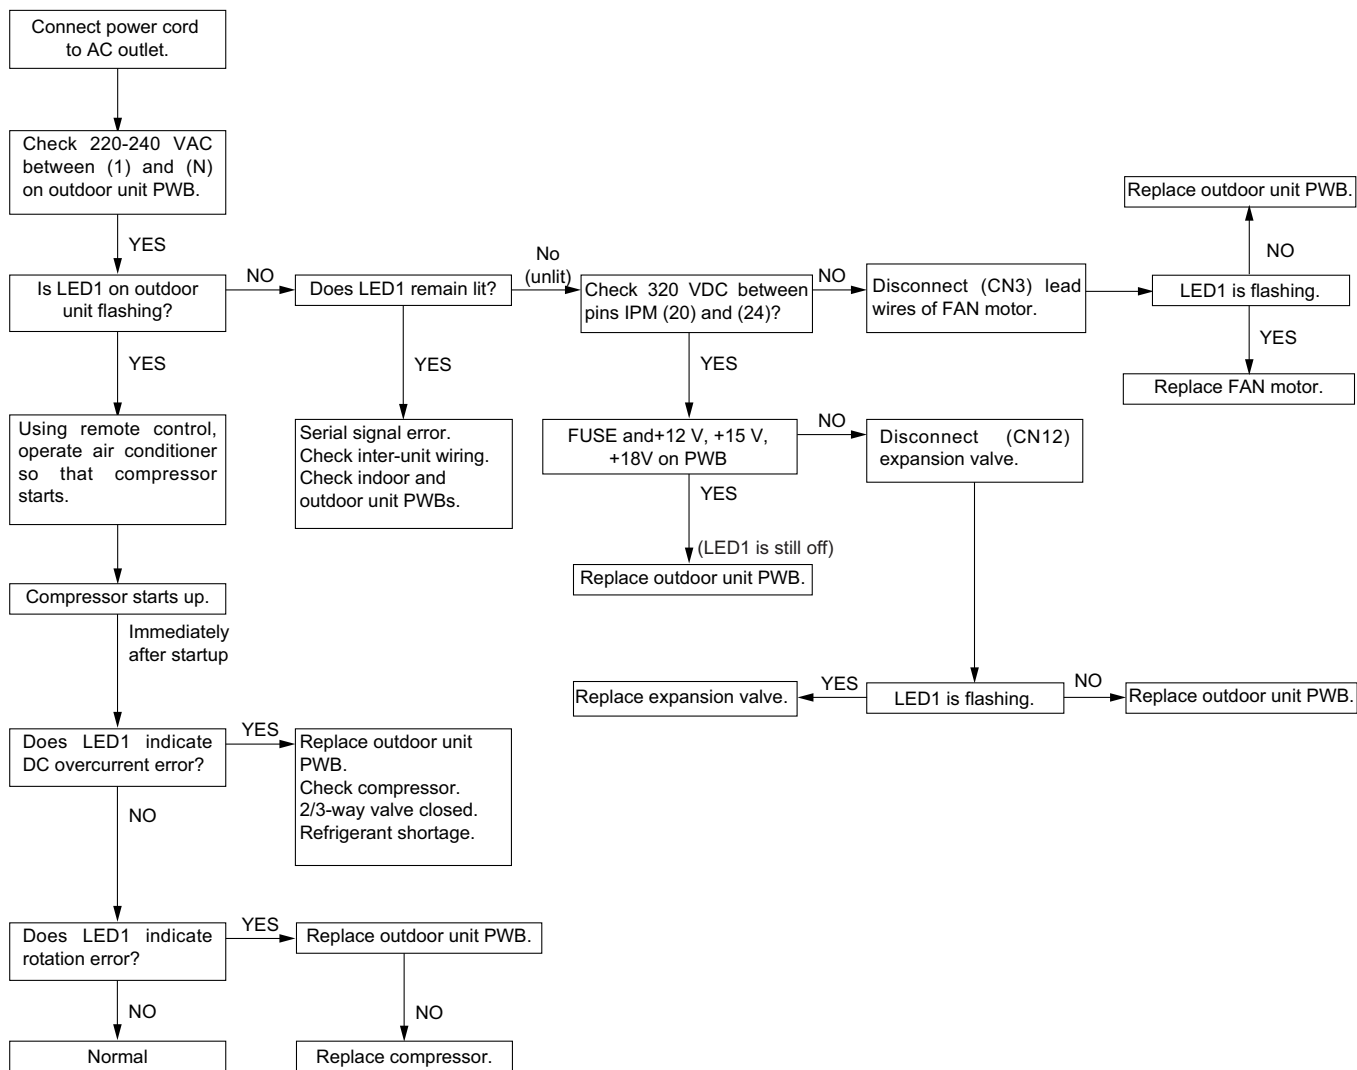 Connect power cord
to AC outlet.
Check 220-240 VAC
between (1) and (N)
on outdoor unit PWB.
YES
Is LED1 on outdoor
unit flashing?
NO
Does LED1 remain lit?
No
(unlit)
Check 320 VDC between
pins IPM (20) and (24)?
NO
Disconnect (CN3) lead
wires of FAN motor.
LED1 is flashing.
NO
Replace outdoor unit PWB.
YES
Replace FAN motor.
YES
YES
YES
Using remote control,
operate air conditioner
so that compressor
starts.
Serial signal error.
Check inter-unit wiring.
Check indoor and
outdoor unit PWBs.
FUSE and+12 V, +15 V,
+18V on PWB
NO
Disconnect (CN12)
expansion valve.
YES
(LED1 is still off)
Replace outdoor unit PWB.
Compressor starts up.
Immediately
after startup
Replace expansion valve.
YES
LED1 is flashing.
NO
Replace outdoor unit PWB.
Does LED1 indicate
DC overcurrent error?
YES
Replace outdoor unit
PWB.
Check compressor.
2/3-way valve closed.
Refrigerant shortage.
NO
Does LED1 indicate
rotation error?
YES
Replace outdoor unit PWB.
NO
NO
Normal
Replace compressor.